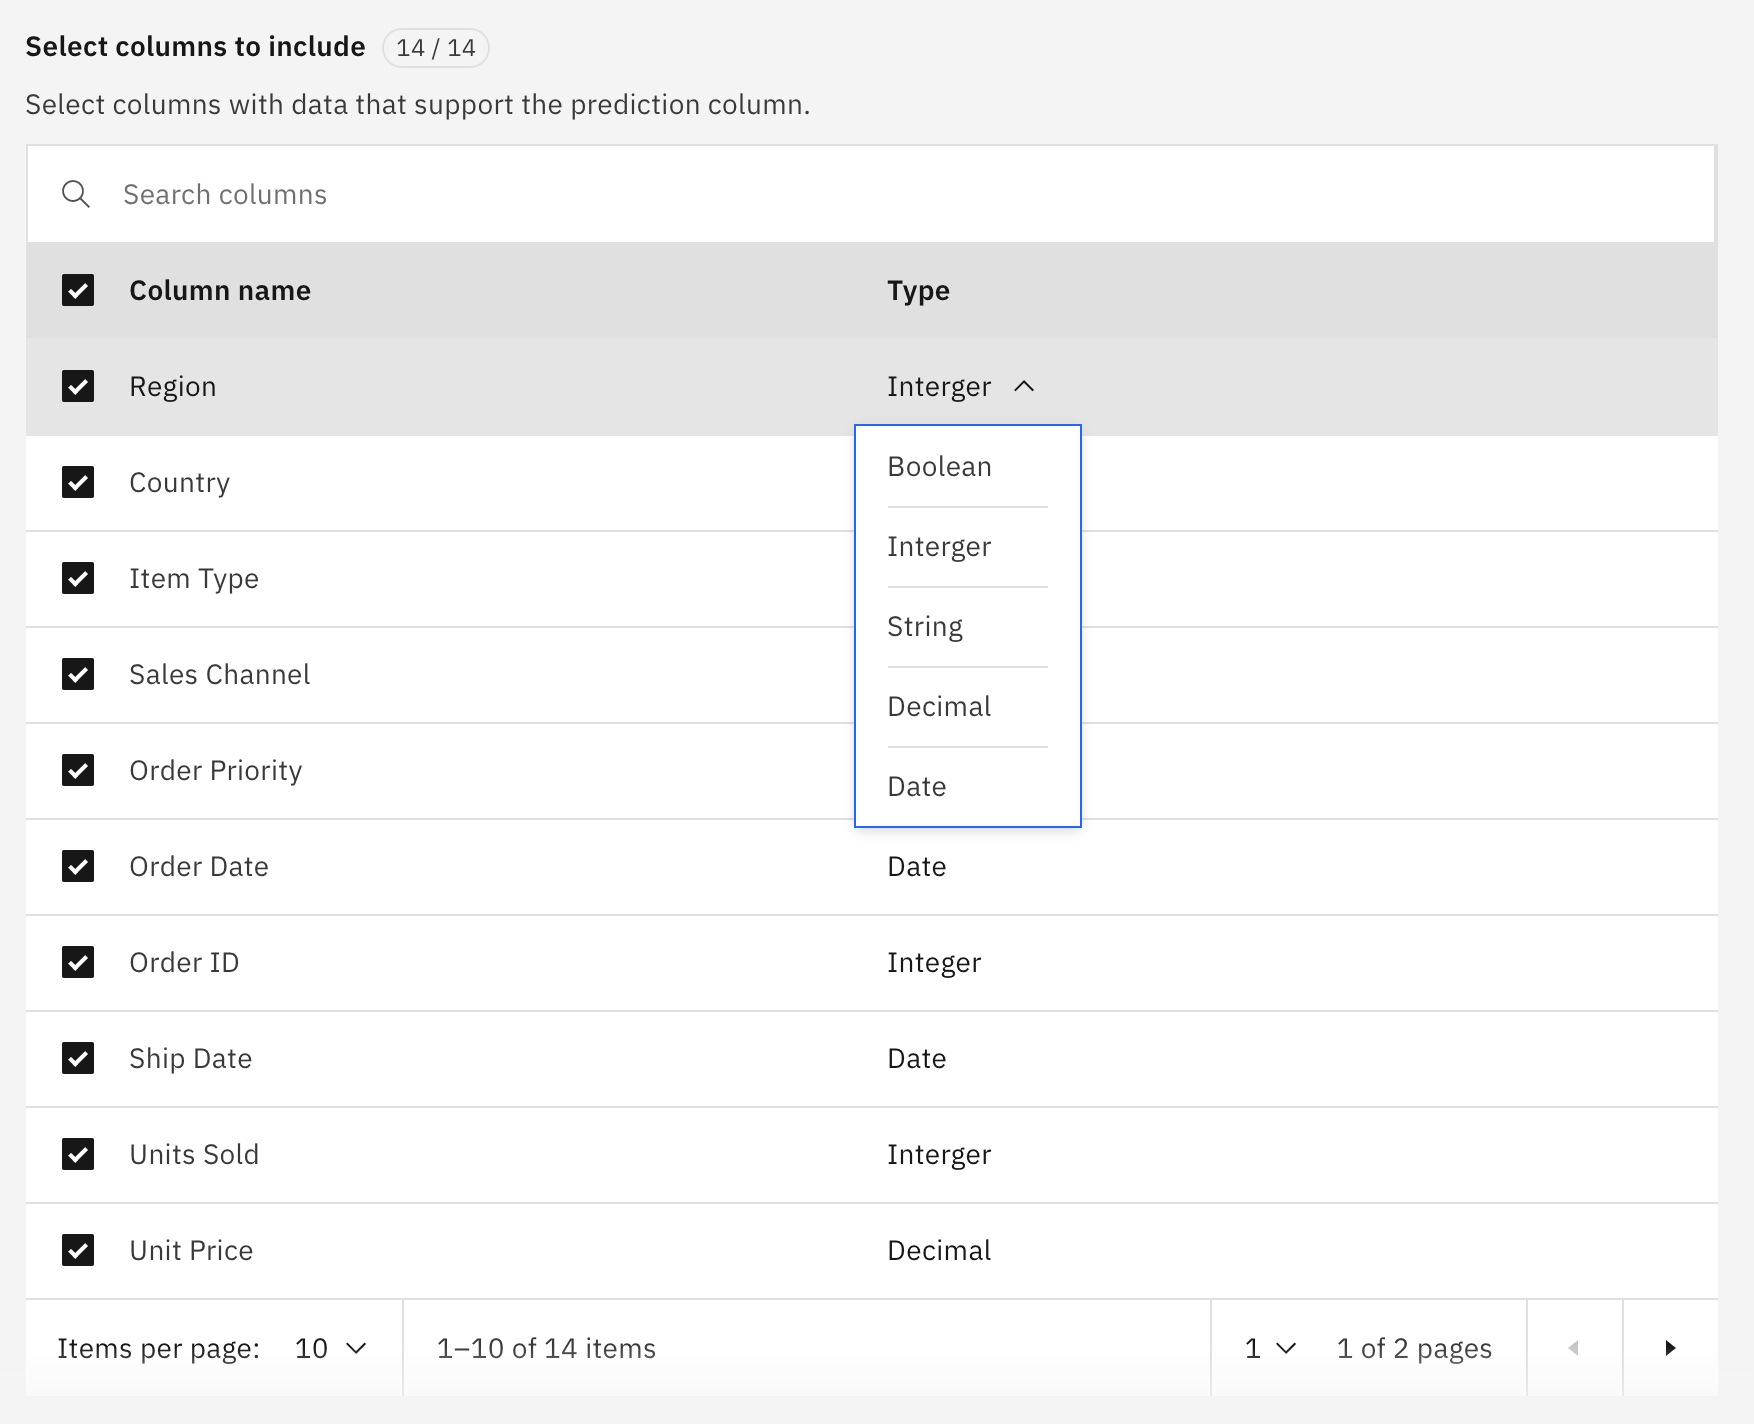 Select columns to include 14 / 14
Select columns with data that support the prediction column.
Search columns
Column name Type
Region Interger
Country Boolean
Interger
Item Type
String
Sales Channel
Decimal
Order Priority
Date
Order Date Date
Order ID Integer
Ship Date Date
Units Sold Interger
Unit Price Decimal
Items per page: 10 1–10 of 14 items 1 1 of 2 pages